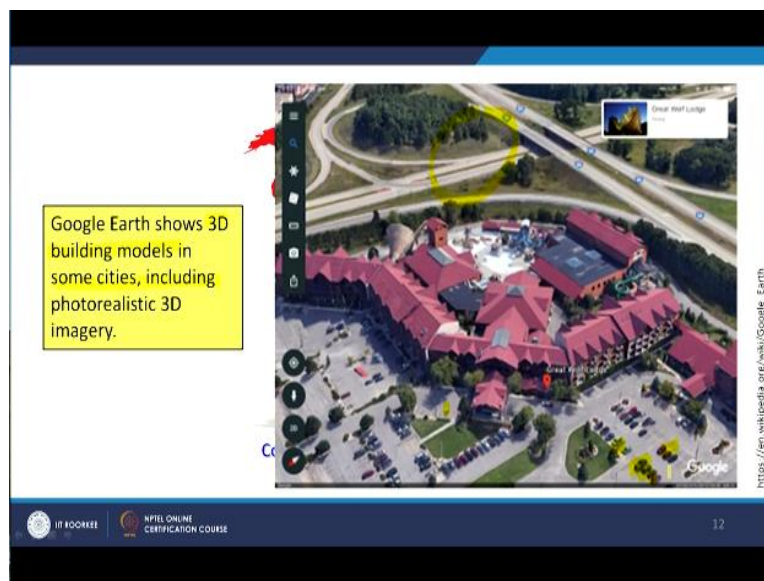 Great Wolf Lodge
Google Earth shows 3D
building models in
some cities, including
photorealistic 3D
imagery.
Great Wolf Lodge
Co
Google
https://en.wikipedia.org/wiki/Google_Earth
IIT ROORKEE
NPTEL ONLINE
CERTIFICATION COURSE
12